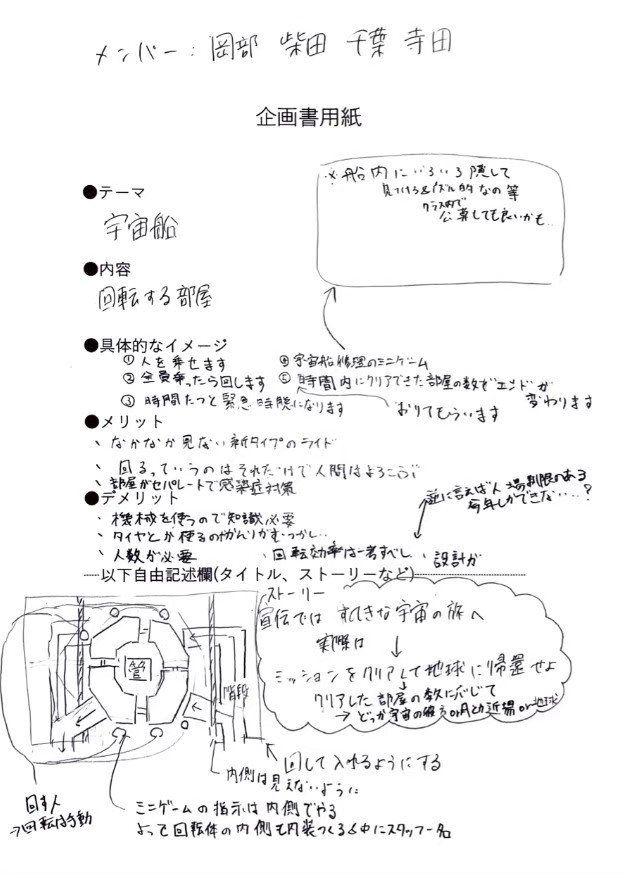 メンバー：岡部 柴田 千葉 寺田
企画書用紙
※船内にいろいろ隠して
見つける&パズル的なの等
クラス内で
公募しても良いかも…
●テーマ
宇宙船
●内容
回転する部屋
●具体的なイメージ
①人を乗せます
②全員乗ったら回します
③時間たつと緊急時態になります
④宇宙船修理のミニゲーム
⑤時間内にクリアできた部屋の数でエンドが
変わります
おりてもらいます
●メリット
、なかなか見ない新タイプのライド
、回るっていうのはそれだけで人間はよろこぶ
、部屋がセパレートで感染症対策
●デメリット
逆に言えば入場制限のある
今年しかできない…？
、機械を使うので知識必要
、タイヤとか使るの
、人数が必要
、回転効率は一考すべし
、設計が
以下自由記述欄(タイトル、ストーリーなど)
ストーリー
宣伝では すてきな宇宙の旅へ
実際は
ミッションをクリアして地球に帰還せよ
クリアした部屋の数に応じて
→どっか宇宙の彼方or月とか近場or地球
管
階段
内側は
見えないように
回して入れるようにする
回す人
→回転は手動
ミニゲームの指示は内側でやる
よって回転体の内側も内装つくる&中にスタッフ一名